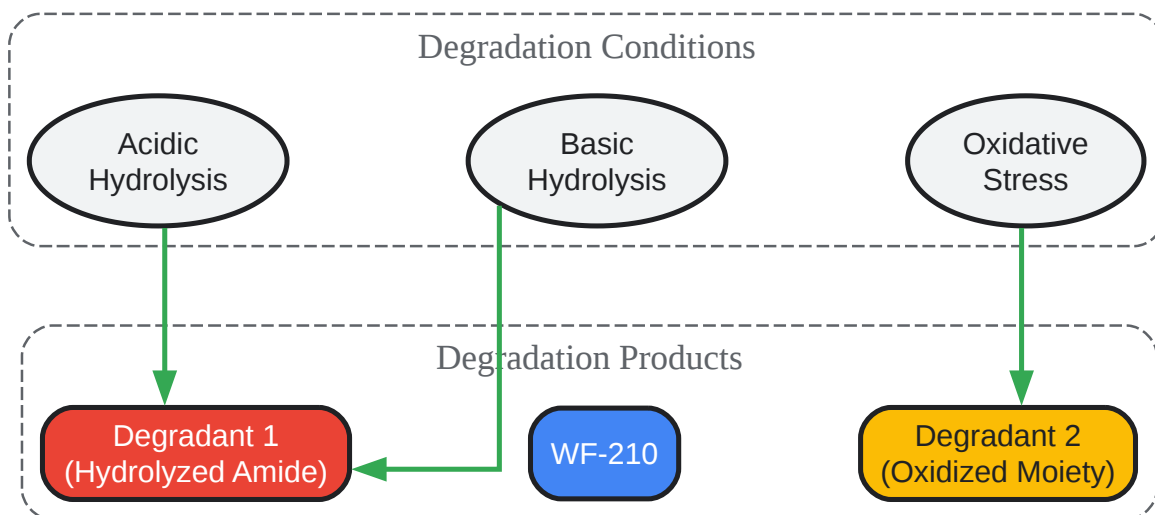 Degradation Conditions
Acidic
Hydrolysis
Basic
Hydrolysis
Oxidative
Stress
Degradation Products
Degradant 1
(Hydrolyzed Amide)
WF-210
Degradant 2
(Oxidized Moiety)